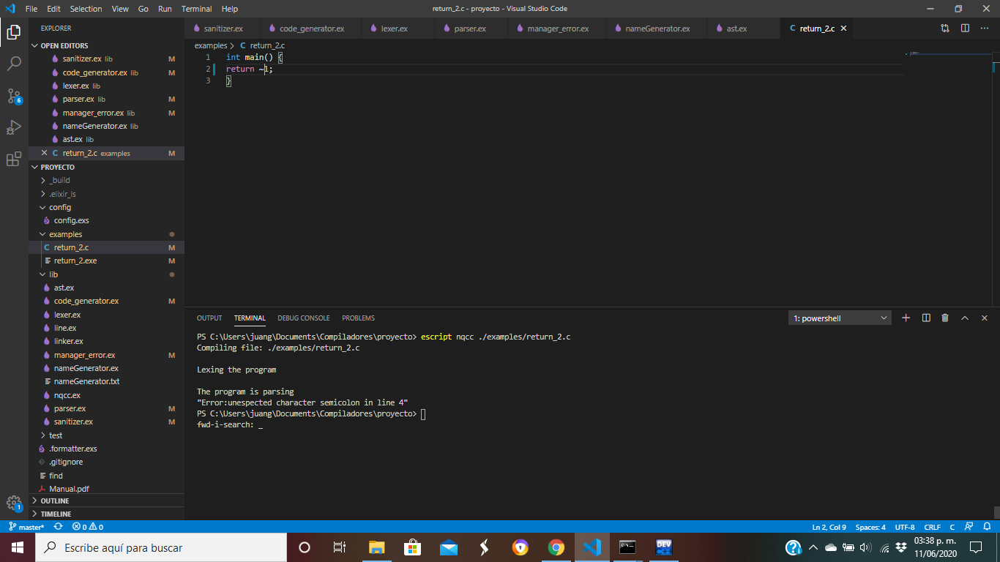 File Edit Selection View Go Run Terminal Help return_2.c - proyecto - Visual Studio Code
EXPLORER
sanitizer.ex code_generator.ex lexer.ex parser.ex manager_error.ex nameGenerator.ex ast.ex C return_2.c
OPEN EDITORS
sanitizer.ex lib M
code_generator.ex lib M
lexer.ex lib
parser.ex lib M
manager_error.ex lib M
nameGenerator.ex lib
ast.ex lib
C return_2.c examples M
PROYECTO
_build
.elixir_ls
config
config.exs
examples
C return_2.c M
return_2.exe M
lib
ast.ex
code_generator.ex M
lexer.ex
line.ex
linker.ex
manager_error.ex M
nameGenerator.ex
nameGenerator.txt
nqcc.ex
parser.ex M
sanitizer.ex M
test
.formatter.exs
.gitignore
find
Manual.pdf
OUTLINE
TIMELINE
6
1
examples > C return_2.c
1 int main() {
2 return ~1;
3 }
OUTPUT TERMINAL DEBUG CONSOLE PROBLEMS 1: powershell
PS C:\Users\juang\Documents\Compiladores\proyecto> escript nqcc ./examples/return_2.c
Compiling file: ./examples/return_2.c
Lexing the program
The program is parsing
"Error:unespected character semicolon in line 4"
PS C:\Users\juang\Documents\Compiladores\proyecto>
fwd-i-search: _
master* 0 0 Ln 2, Col 9 Spaces: 4 UTF-8 CRLF C
Escribe aquí para buscar
DEV
03:38 p. m.
11/06/2020